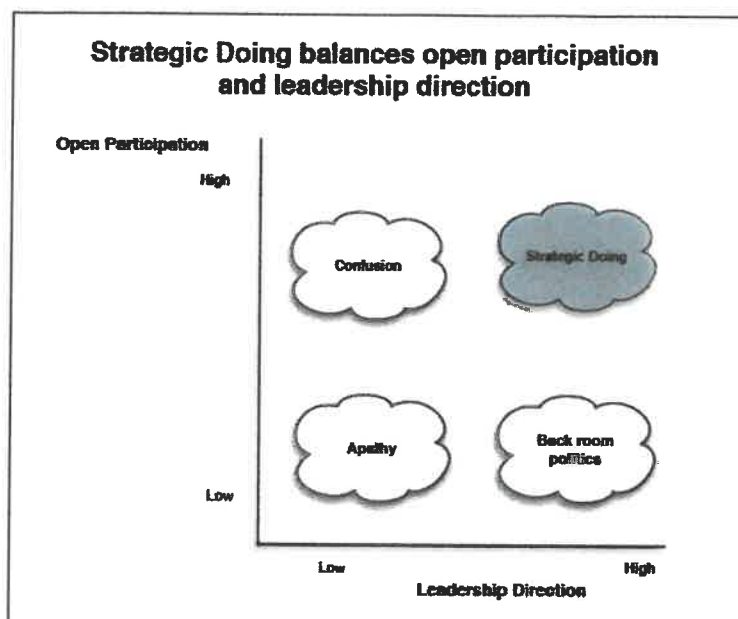 Strategic Doing balances open participation
and leadership direction
Open Participation
High
Confusion
Strategic Doing
Apathy
Back room
politics
Low
Low
High
Leadership Direction